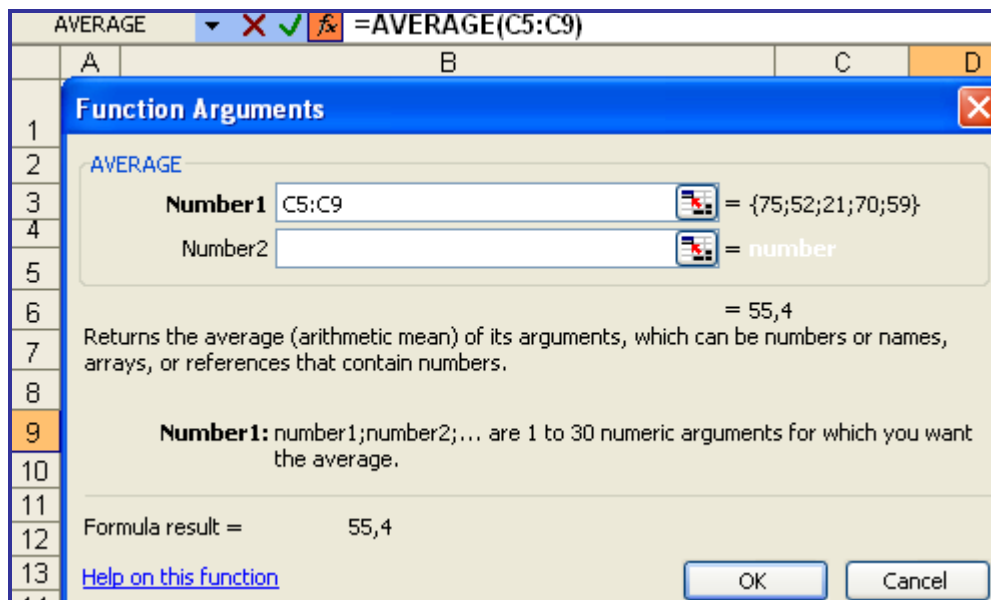 AVERAGE fx =AVERAGE(C5:C9)
A B C D
1
Function Arguments
2 AVERAGE
3 Number1 C5:C9 = {75;52;21;70;59}
4
Number2 = number
5
6 = 55,4
Returns the average (arithmetic mean) of its arguments, which can be numbers or names,
7
arrays, or references that contain numbers.
8
9 Number1: number1;number2;... are 1 to 30 numeric arguments for which you want
10 the average.
11
12 Formula result = 55,4
13 Help on this function OK Cancel